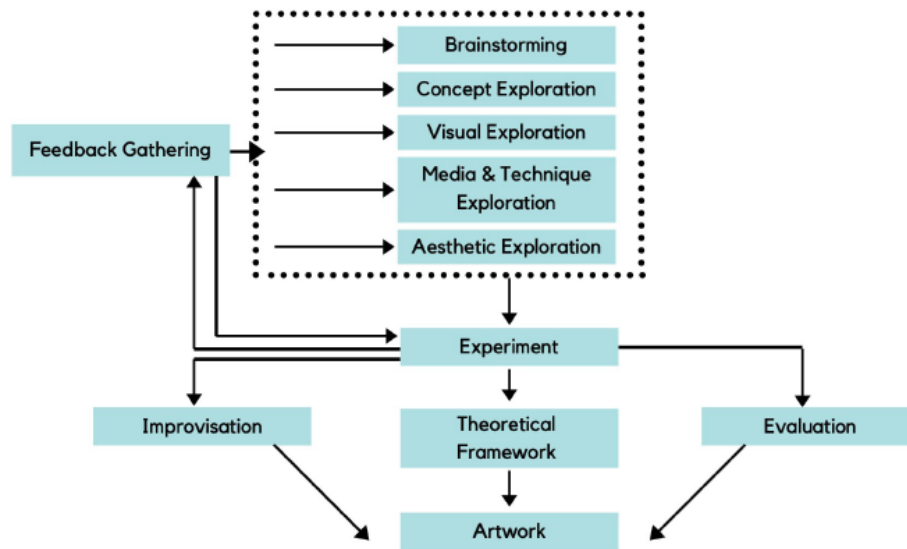 Brainstorming
Concept Exploration
Visual Exploration
Feedback Gathering
Media & Technique
Exploration
Aesthetic Exploration
Experiment
Improvisation
Theoretical
Framework
Evaluation
Artwork